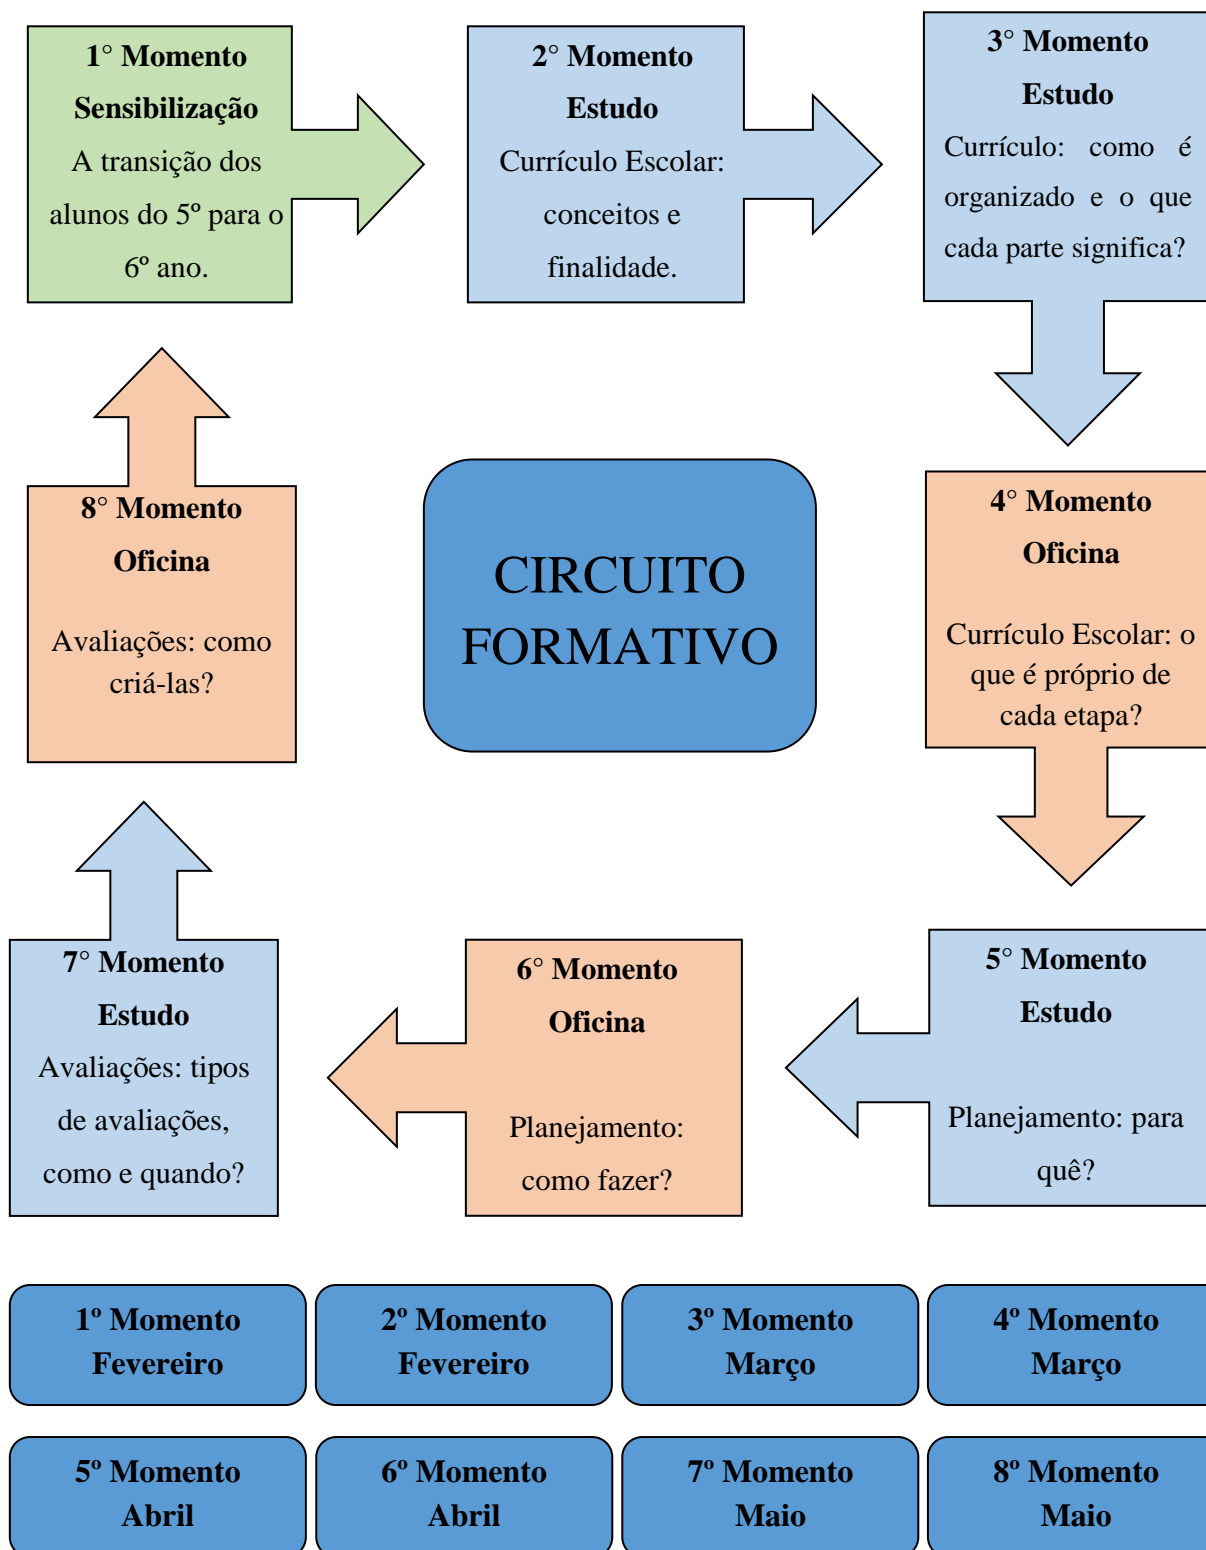 1° Momento
Sensibilização
A transição dos
alunos do 5º para o
6º ano.
2° Momento
Estudo
Currículo Escolar:
conceitos e
finalidade.
3° Momento
Estudo
Currículo: como é
organizado e o que
cada parte significa?
4° Momento
Oficina
Currículo Escolar: o
que é próprio de
cada etapa?
CIRCUITO
FORMATIVO
8° Momento
Oficina
Avaliações: como
criá-las?
7° Momento
Estudo
Avaliações: tipos
de avaliações,
como e quando?
6° Momento
Oficina
Planejamento:
como fazer?
5° Momento
Estudo
Planejamento: para
quê?
1º Momento
Fevereiro
2º Momento
Fevereiro
3º Momento
Março
4º Momento
Março
5º Momento
Abril
6º Momento
Abril
7º Momento
Maio
8º Momento
Maio